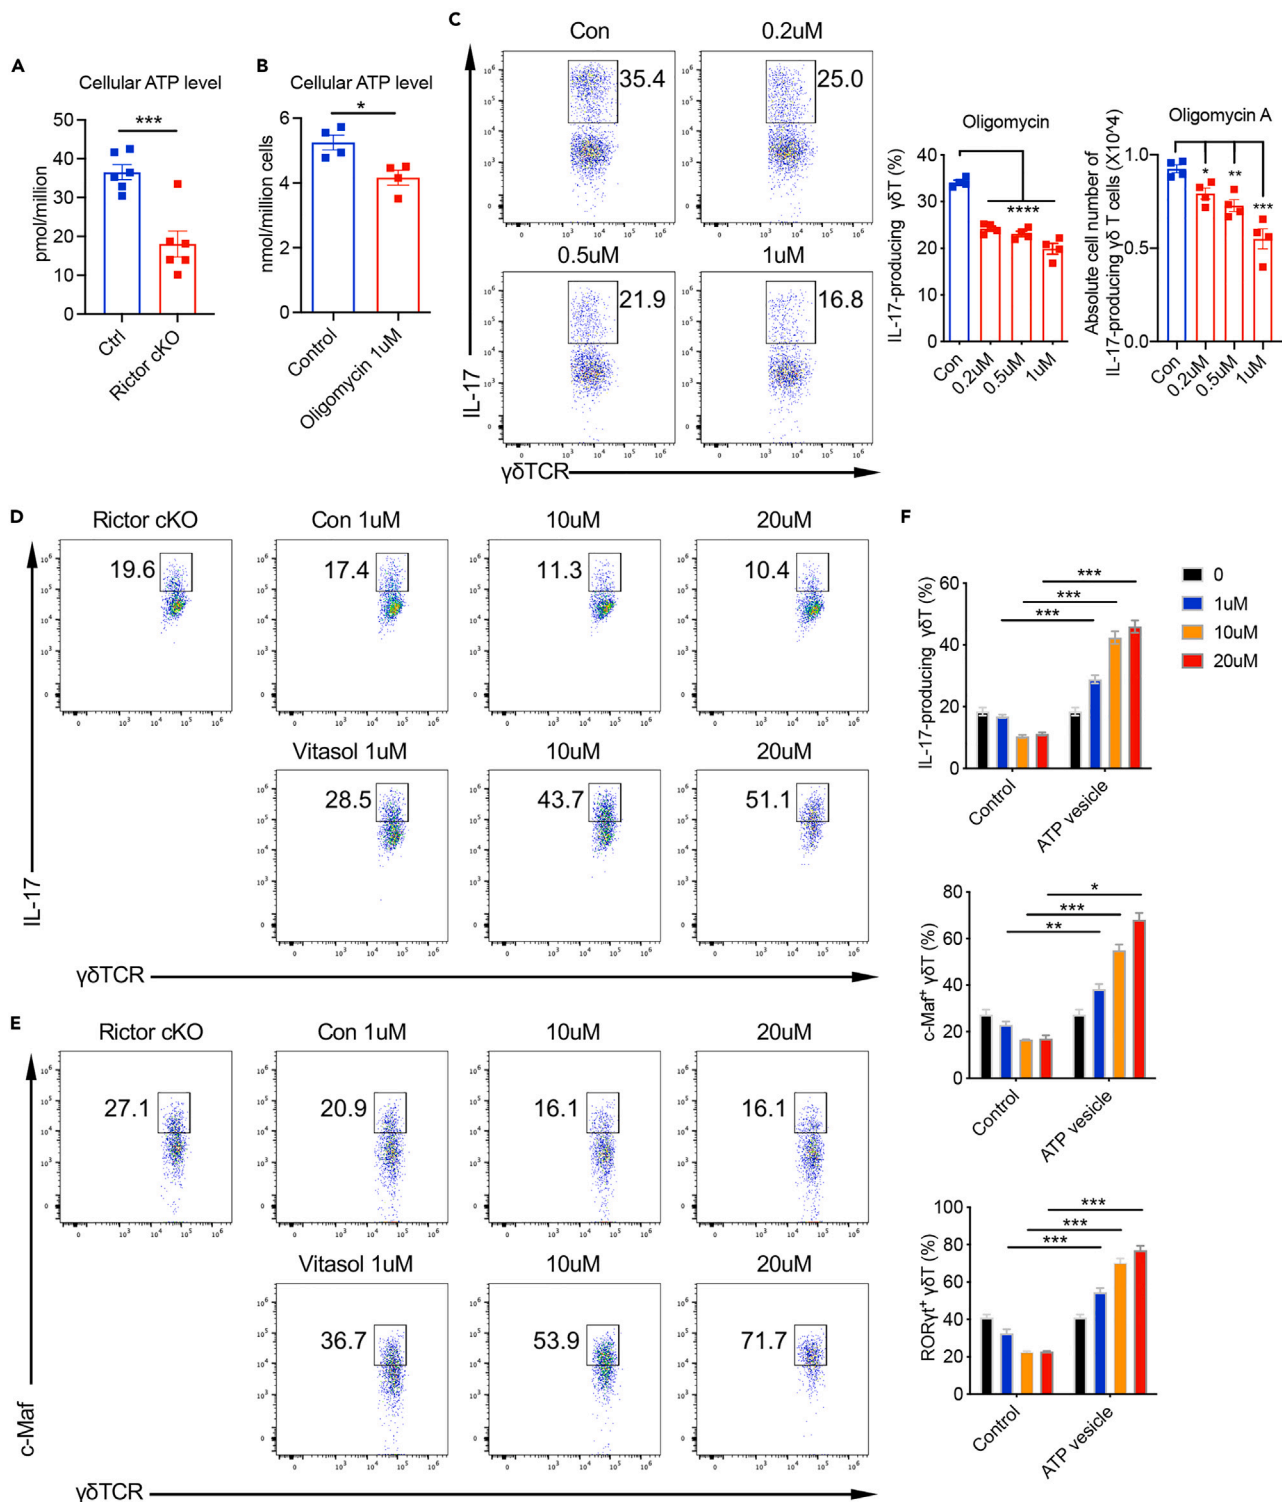 A
Cellular ATP level
***
50
40
30
20
10
0
pmol/million
Ctrl
Rictor cKO
B
Cellular ATP level
*
6
4
2
0
nmol/million cells
Control
Oligomycin 1uM
C
Con
0.2uM
35.4
25.0
0.5uM
1uM
21.9
16.8
IL-17
γδTCR
Oligomycin
40
30
20
10
0
****
IL-17-producing γδT (%)
Con
0.2uM
0.5uM
1uM
Oligomycin A
1.0
0.5
0.0
*
**
***
Absolute cell number of
IL-17-producing γδ T cells (X10^4)
Con
0.2uM
0.5uM
1uM
D
Rictor cKO
Con 1uM
10uM
20uM
19.6
17.4
11.3
10.4
Vitasol 1uM
10uM
20uM
28.5
43.7
51.1
IL-17
γδTCR
E
Rictor cKO
Con 1uM
10uM
20uM
27.1
20.9
16.1
16.1
Vitasol 1uM
10uM
20uM
36.7
53.9
71.7
c-Maf
γδTCR
F
0
1uM
10uM
20uM
60
40
20
0
***
***
***
IL-17-producing γδT (%)
Control
ATP vesicle
80
60
40
20
0
*
***
**
c-Maf⁺ γδT (%)
Control
ATP vesicle
100
80
60
40
20
0
***
***
***
RORγt⁺ γδT (%)
Control
ATP vesicle